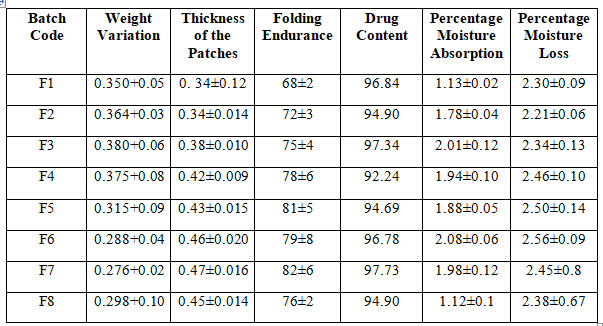 Batch Code Weight Variation Thickness of the Patches Folding Endurance Drug Content Percentage Moisture Absorption Percentage Moisture Loss
F1 0.350+0.05 0. 34±0.12 68±2 96.84 1.13±0.02 2.30±0.09
F2 0.364+0.03 0.34±0.014 72±3 94.90 1.78±0.04 2.21±0.06
F3 0.380+0.06 0.38±0.010 75±4 97.34 2.01±0.12 2.34±0.13
F4 0.375+0.08 0.42±0.009 78±6 92.24 1.94±0.10 2.46±0.10
F5 0.315+0.09 0.43±0.015 81±5 94.69 1.88±0.05 2.50±0.14
F6 0.288+0.04 0.46±0.020 79±8 96.78 2.08±0.06 2.56±0.09
F7 0.276+0.02 0.47±0.016 82±6 97.73 1.98±0.12 2.45±0.8
F8 0.298+0.10 0.45±0.014 76±2 94.90 1.12±0.1 2.38±0.67